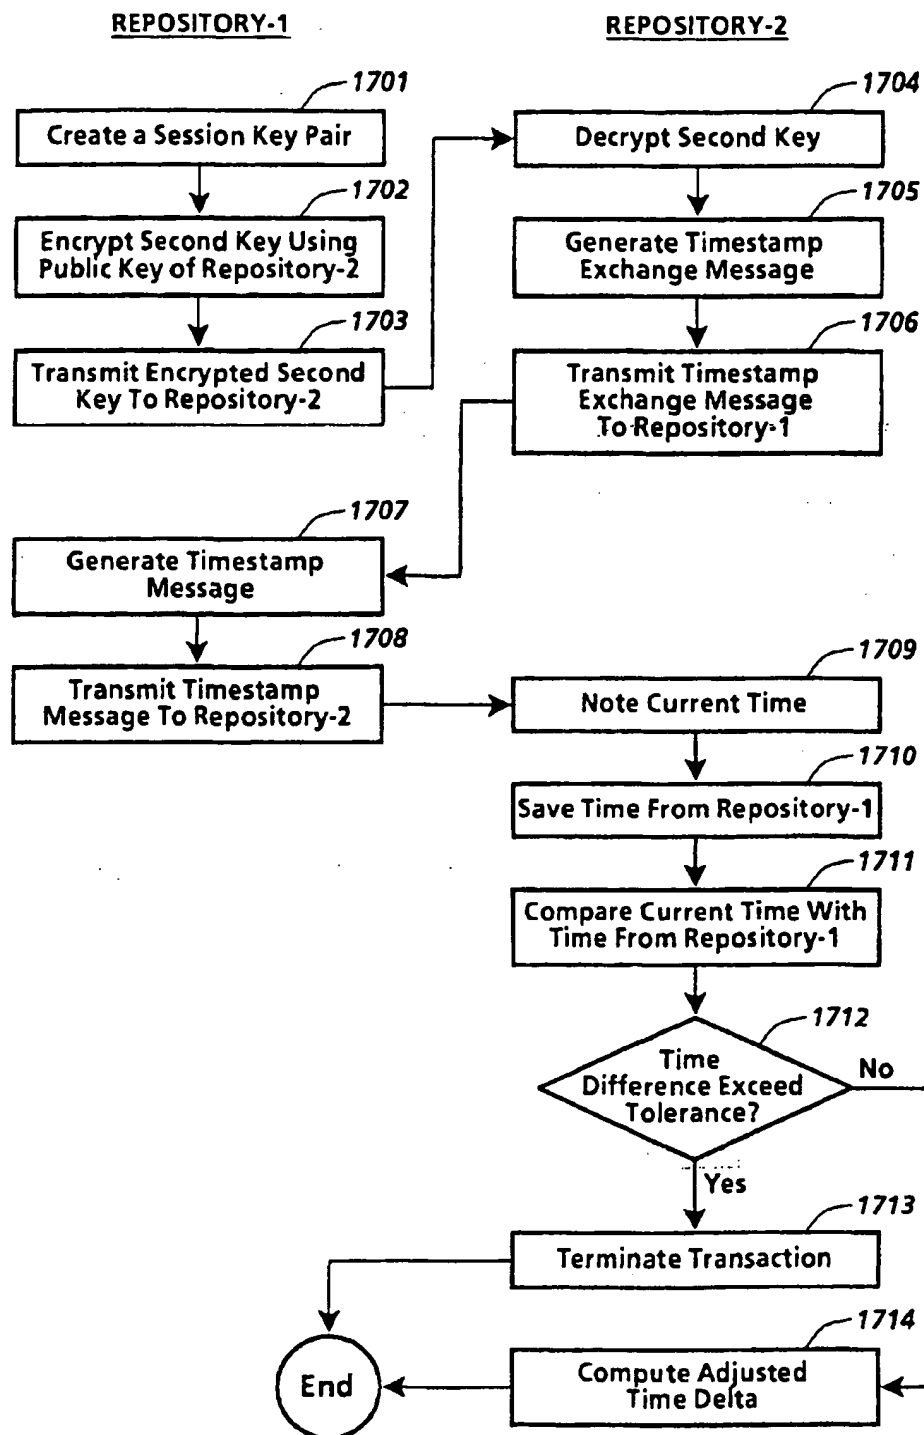 REPOSITORY-1
REPOSITORY-2
1701
Create a Session Key Pair
1702
Encrypt Second Key Using
Public Key of Repository-2
1703
Transmit Encrypted Second
Key To Repository-2
1704
Decrypt Second Key
1705
Generate Timestamp
Exchange Message
1706
Transmit Timestamp
Exchange Message
To Repository-1
1707
Generate Timestamp
Message
1708
Transmit Timestamp
Message To Repository-2
1709
Note Current Time
1710
Save Time From Repository-1
1711
Compare Current Time With
Time From Repository-1
1712
Time
Difference Exceed
Tolerance?
No
Yes
1713
Terminate Transaction
1714
Compute Adjusted
Time Delta
End